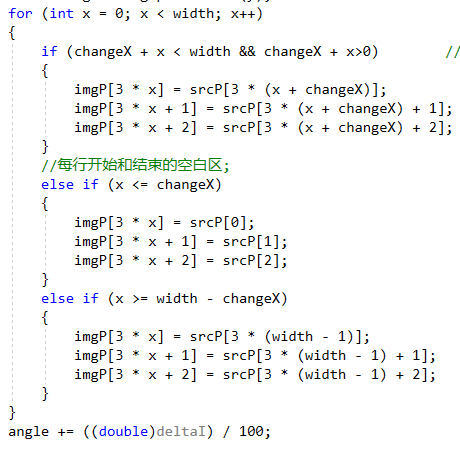 for (int x = 0; x < width; x++)
{
if (changeX + x < width && changeX + x>0) //
{
imgP[3 * x] = srcP[3 * (x + changeX)];
imgP[3 * x + 1] = srcP[3 * (x + changeX) + 1];
imgP[3 * x + 2] = srcP[3 * (x + changeX) + 2];
}
//每行开始和结束的空白区;
else if (x <= changeX)
{
imgP[3 * x] = srcP[0];
imgP[3 * x + 1] = srcP[1];
imgP[3 * x + 2] = srcP[2];
}
else if (x >= width - changeX)
{
imgP[3 * x] = srcP[3 * (width - 1)];
imgP[3 * x + 1] = srcP[3 * (width - 1) + 1];
imgP[3 * x + 2] = srcP[3 * (width - 1) + 2];
}
}
angle += ((double)deltaI) / 100;